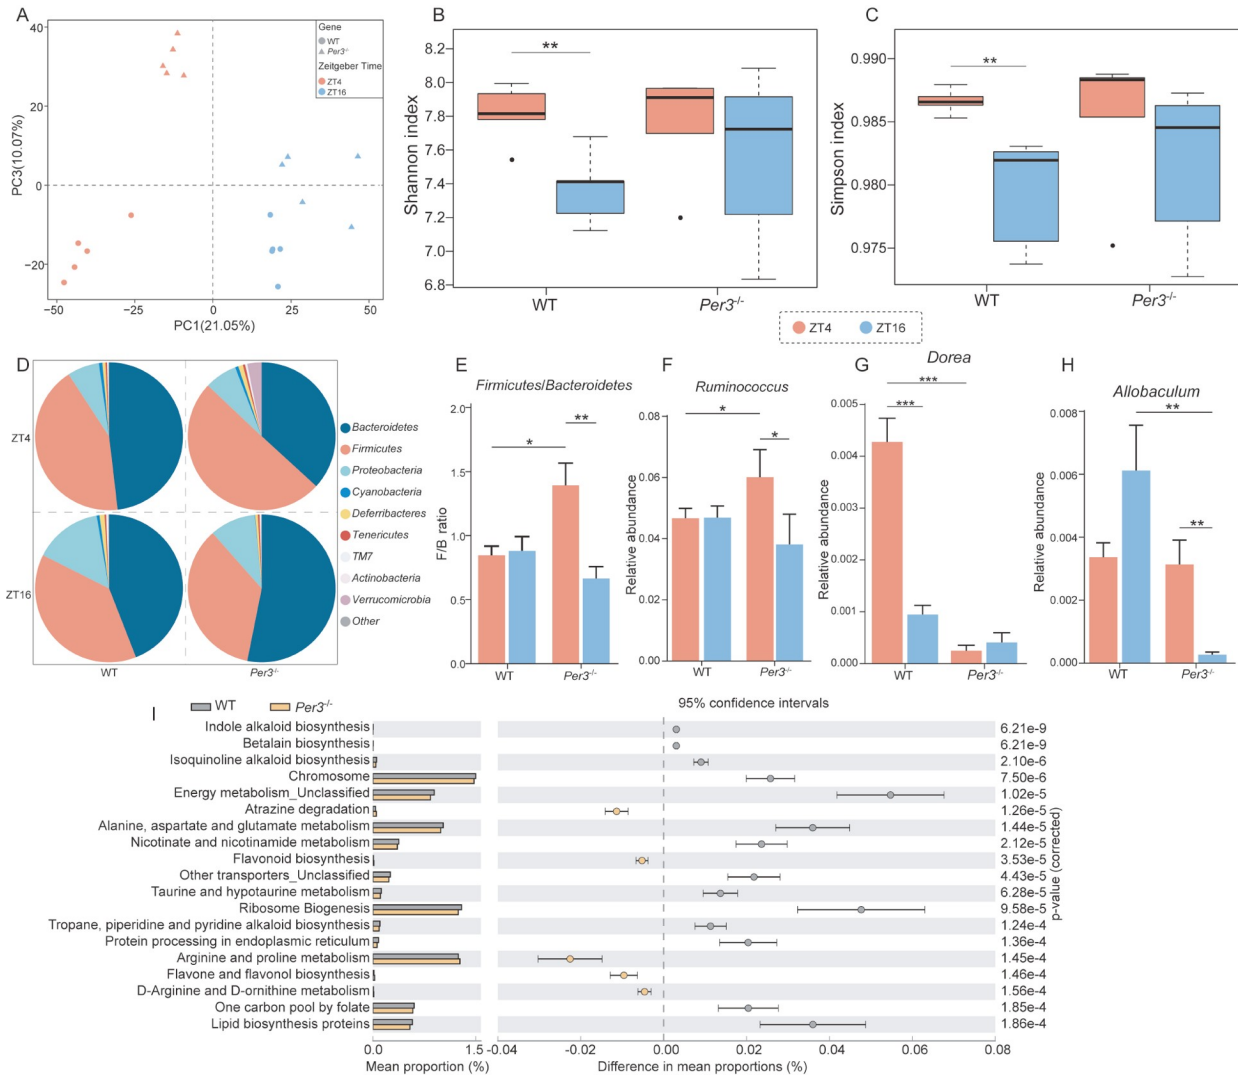 A
40
20
0
−20
−50
−25
0
25
50
PC3(10.07%)
PC1(21.05%)
Gene
WT
Per3-/-
Zeitgeber Time
ZT4
ZT16
B
8.2
8.0
7.8
7.6
7.4
7.2
7.0
6.8
Shannon index
**
WT
Per3-/-
C
0.990
0.985
0.980
0.975
Simpson index
**
WT
Per3-/-
ZT4
ZT16
D
ZT4
ZT16
WT
Per3-/-
Bacteroidetes
Firmicutes
Proteobacteria
Cyanobacteria
Deferribacteres
Tenericutes
TM7
Actinobacteria
Verrucomicrobia
Other
E
Firmicutes/Bacteroidetes
2.0
1.5
1.0
0.5
0.0
F/B ratio
*
**
WT
Per3-/-
F
Ruminococcus
0.08
0.06
0.04
0.02
0.00
Relative abundance
*
*
WT
Per3-/-
G
Dorea
0.005
0.004
0.003
0.002
0.001
0.000
Relative abundance
***
***
WT
Per3-/-
H
Allobaculum
0.008
0.006
0.004
0.002
0.000
Relative abundance
**
**
WT
Per3-/-
I
WT
Per3-/-
95% confidence intervals
Indole alkaloid biosynthesis 6.21e-9
Betalain biosynthesis 6.21e-9
Isoquinoline alkaloid biosynthesis 2.10e-6
Chromosome 7.50e-6
Energy metabolism_Unclassified 1.02e-5
Atrazine degradation 1.26e-5
Alanine, aspartate and glutamate metabolism 1.44e-5
Nicotinate and nicotinamide metabolism 2.12e-5
Flavonoid biosynthesis 3.53e-5
Other transporters_Unclassified 4.43e-5
Taurine and hypotaurine metabolism 6.28e-5
Ribosome Biogenesis 9.58e-5
Tropane, piperidine and pyridine alkaloid biosynthesis 1.24e-4
Protein processing in endoplasmic reticulum 1.36e-4
Arginine and proline metabolism 1.45e-4
Flavone and flavonol biosynthesis 1.46e-4
D-Arginine and D-ornithine metabolism 1.56e-4
One carbon pool by folate 1.85e-4
Lipid biosynthesis proteins 1.86e-4
p-value (corrected)
0.0 1.5 -0.04 -0.02 0.00 0.02 0.04 0.06 0.08
Mean proportion (%)
Difference in mean proportions (%)